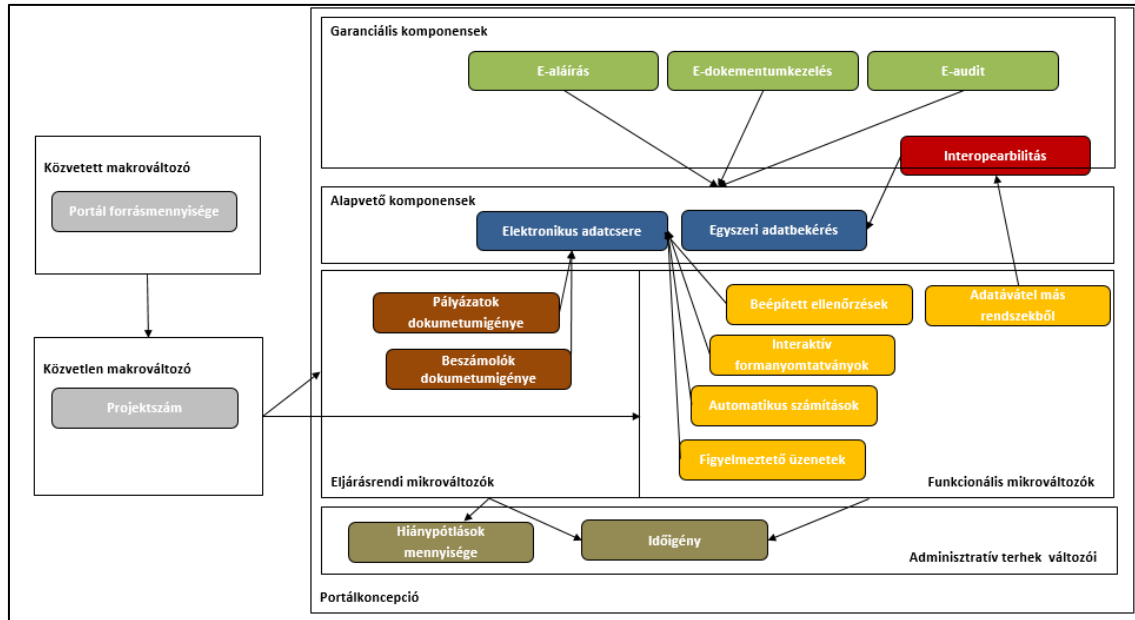 Garanciális komponensek
E-aláírás
E-dokementumkezelés
E-audit
Interopearbilitás
Közvetett makrováltozó
Portál forrásmennyisége
Alapvető komponensek
Elektronikus adatcsere
Egyszeri adatbekérés
Pályázatok
dokumetumigénye
Beszámolók
dokumetumigénye
Beépített ellenőrzések
Adatávátel más
rendszekből
Interaktív
formanyomtatványok
Automatikus számítások
Figyelmeztető üzenetek
Közvetlen makrováltozó
Projektszám
Eljárásrendi mikrováltozók
Funkcionális mikrováltozók
Hiánypótlások
mennyisége
Időigény
Adminisztratív terhek változói
Portálkoncepció